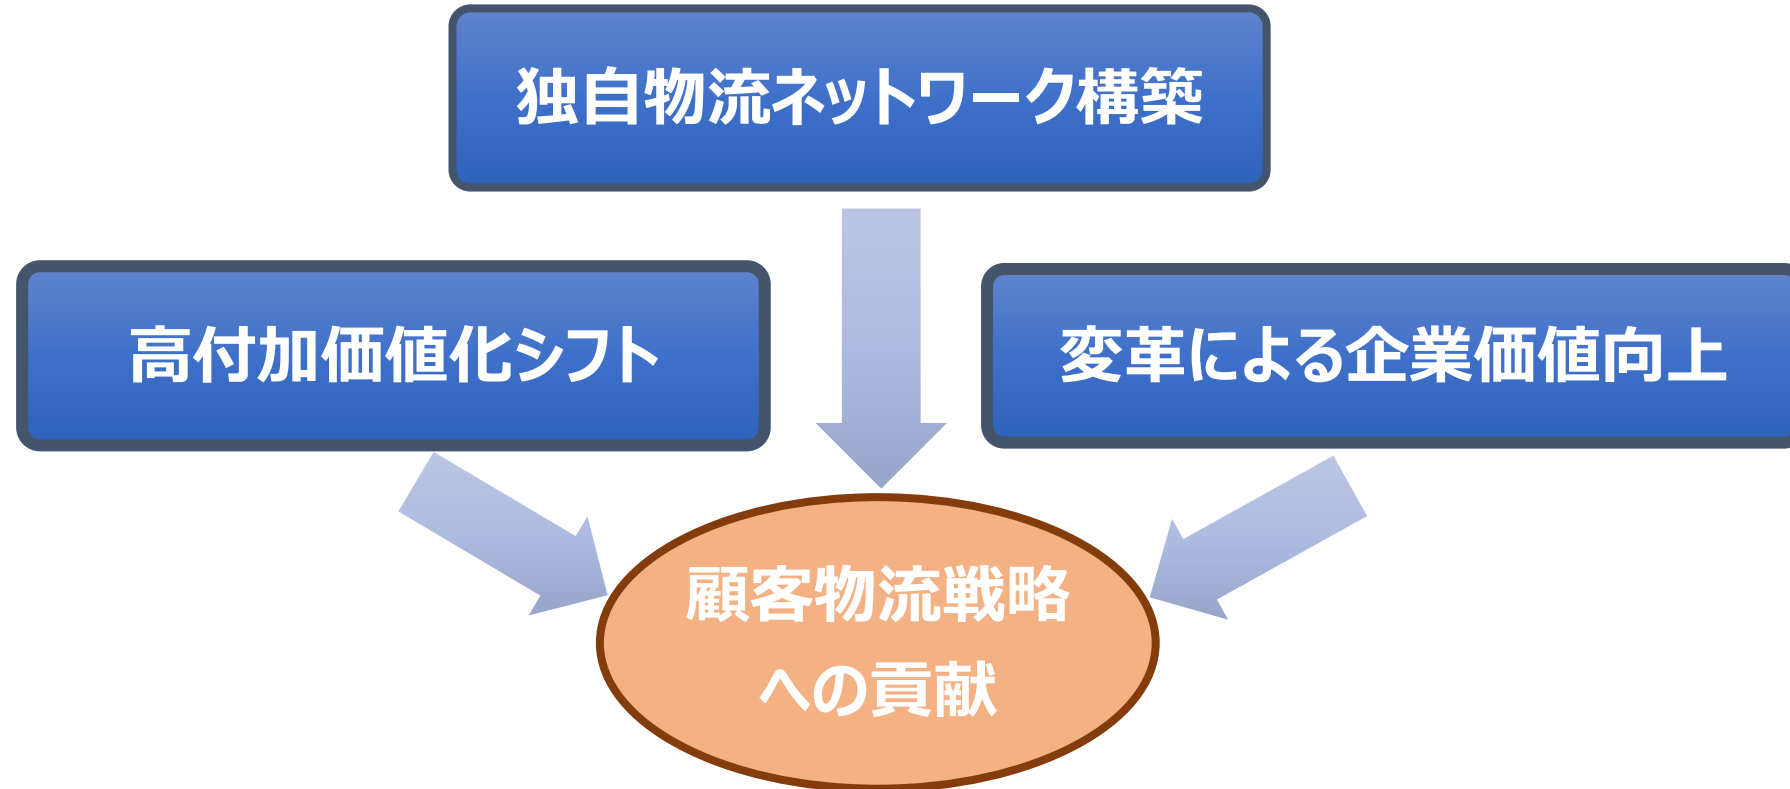 独自物流ネットワーク構築
高付加価値化シフト
変革による企業価値向上
顧客物流戦略
への貢献